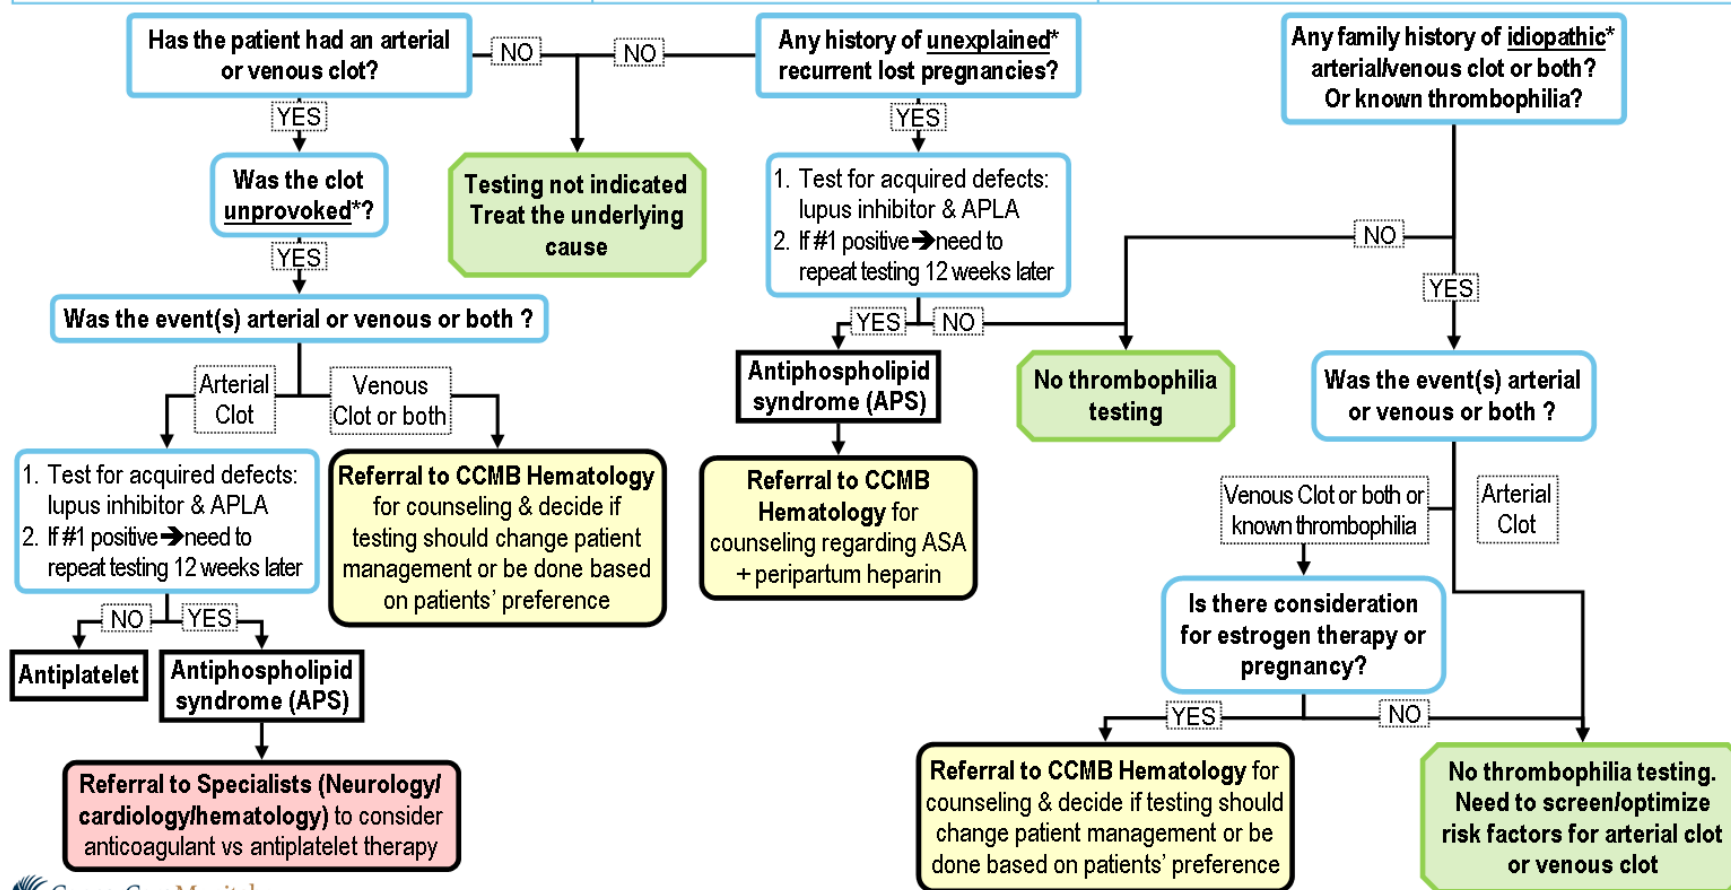 Has the patient had an arterial
or venous clot?
NO
NO
Any history of unexplained*
recurrent lost pregnancies?
Any family history of idiopathic*
arterial/venous clot or both?
Or known thrombophilia?
YES
YES
Was the clot
unprovoked*?
Testing not indicated
Treat the underlying
cause
1. Test for acquired defects:
lupus inhibitor & APLA
2. If #1 positive➔need to
repeat testing 12 weeks later
NO
YES
YES
Was the event(s) arterial or venous or both ?
YES
NO
Arterial
Clot
Venous
Clot or both
Antiphospholipid
syndrome (APS)
No thrombophilia
testing
Was the event(s) arterial
or venous or both ?
1. Test for acquired defects:
lupus inhibitor & APLA
2. If #1 positive➔need to
repeat testing 12 weeks later
Referral to CCMB Hematology
for counseling & decide if
testing should change patient
management or be done based
on patients’ preference
Referral to CCMB
Hematology for
counseling regarding ASA
+ peripartum heparin
Venous Clot or both or
known thrombophilia
Arterial
Clot
Is there consideration
for estrogen therapy or
pregnancy?
NO
YES
Antiplatelet
Antiphospholipid
syndrome (APS)
YES
NO
Referral to Specialists (Neurology/
cardiology/hematology) to consider
anticoagulant vs antiplatelet therapy
Referral to CCMB Hematology for
counseling & decide if testing should
change patient management or be
done based on patients’ preference
No thrombophilia testing.
Need to screen/optimize
risk factors for arterial clot
or venous clot